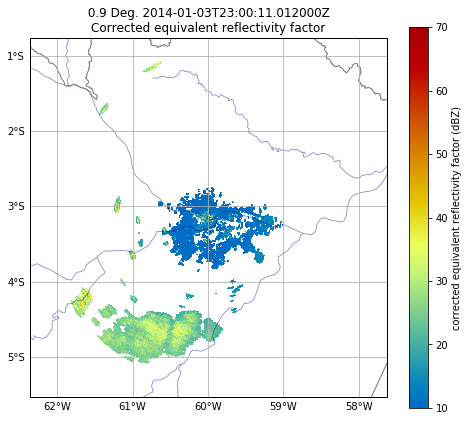 0.9 Deg. 2014-01-03T23:00:11.012000Z
Corrected equivalent reflectivity factor
1°S
2°S
3°S
4°S
5°S
62°W 61°W 60°W 59°W 58°W
70
60
50
40
30
20
10
corrected equivalent reflectivity factor (dBZ)